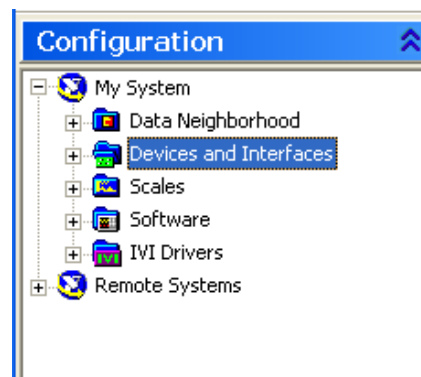 Configuration
My System
Data Neighborhood
Devices and Interfaces
Scales
Software
IVI Drivers
Remote Systems